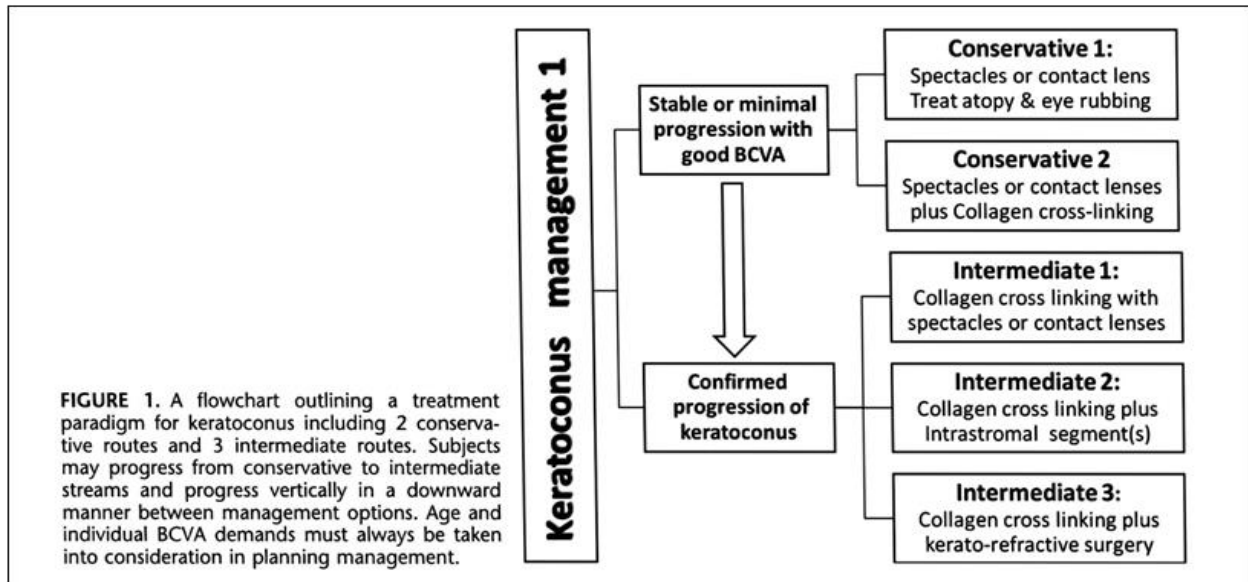 Keratoconus management 1
Stable or minimal
progression with
good BCVA
Confirmed
progression of
keratoconus
Conservative 1:
Spectacles or contact lens
Treat atopy & eye rubbing
Conservative 2
Spectacles or contact lenses
plus Collagen cross-linking
Intermediate 1:
Collagen cross linking with
spectacles or contact lenses
Intermediate 2:
Collagen cross linking plus
Intrastromal segment(s)
Intermediate 3:
Collagen cross linking plus
kerato-refractive surgery
FIGURE 1. A flowchart outlining a treatment
paradigm for keratoconus including 2 conserva-
tive routes and 3 intermediate routes. Subjects
may progress from conservative to intermediate
streams and progress vertically in a downward
manner between management options. Age and
individual BCVA demands must always be taken
into consideration in planning management.